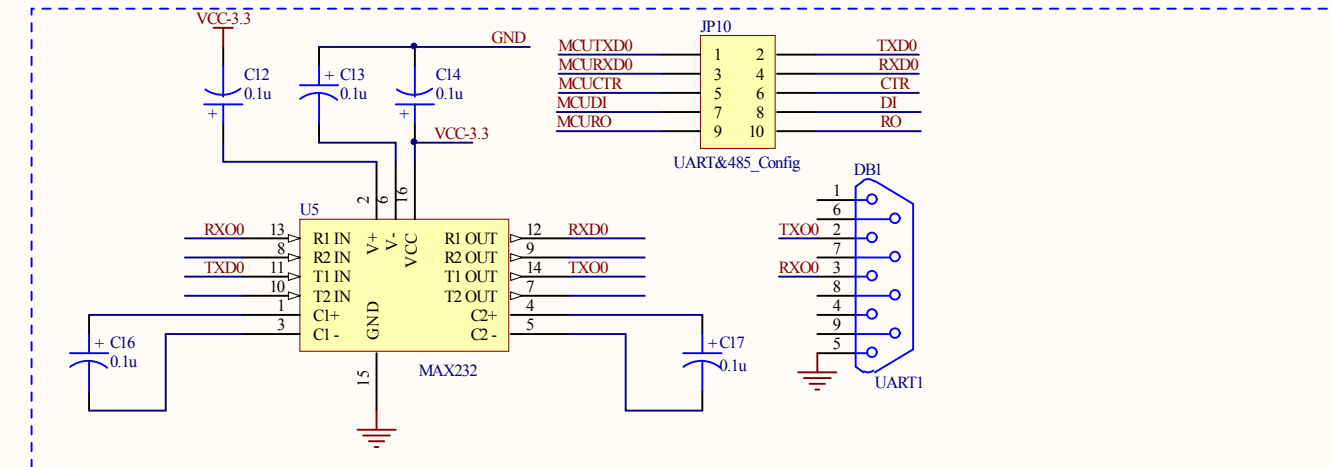 VCC-3.3
GND
C12
0.1u
+
+ C13
0.1u
C14
0.1u
+
VCC-3.3
JP10
MCUTXD0 1 2 TXD0
MCURXD0 3 4 RXD0
MCUCTR 5 6 CTR
MCUDI 7 8 DI
MCURO 9 10 RO
UART&485_Config
2
6
16
U5
V+
V-
VCC
RXO0 13 R1 IN R1 OUT 12 RXD0
8 R2 IN R2 OUT 9
TXD0 11 T1 IN T1 OUT 14 TXO0
10 T2 IN T2 OUT 7
1 C1+ C2+ 4
3 C1 - C2 - 5
GND
15
MAX232
+ C16
0.1u
+ C17
0.1u
DB1
1
6
TXO0 2
7
RXO0 3
8
4
9
5
UART1